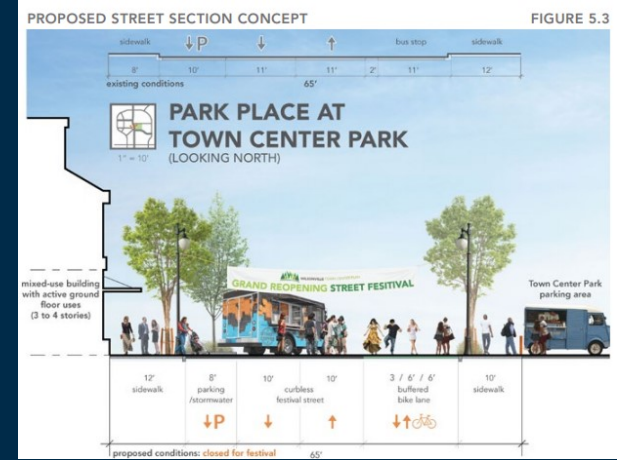 PROPOSED STREET SECTION CONCEPT FIGURE 5.3
sidewalk P bus stop sidewalk
8' 10' 11' 11' 2' 11' 12'
existing conditions 65'
PARK PLACE AT
TOWN CENTER PARK
1" = 10' (LOOKING NORTH)
GRAND REOPENING STREET FESITIVAL
mixed-use building
with active ground
floor uses
(3 to 4 stories)
Town Center Park
parking area
12' 8' 10' 10' 3 / 6' / 6' 10'
sidewalk parking curbless buffered sidewalk
/stormwater festival street bike lane
P
proposed conditions: closed for festival 65'